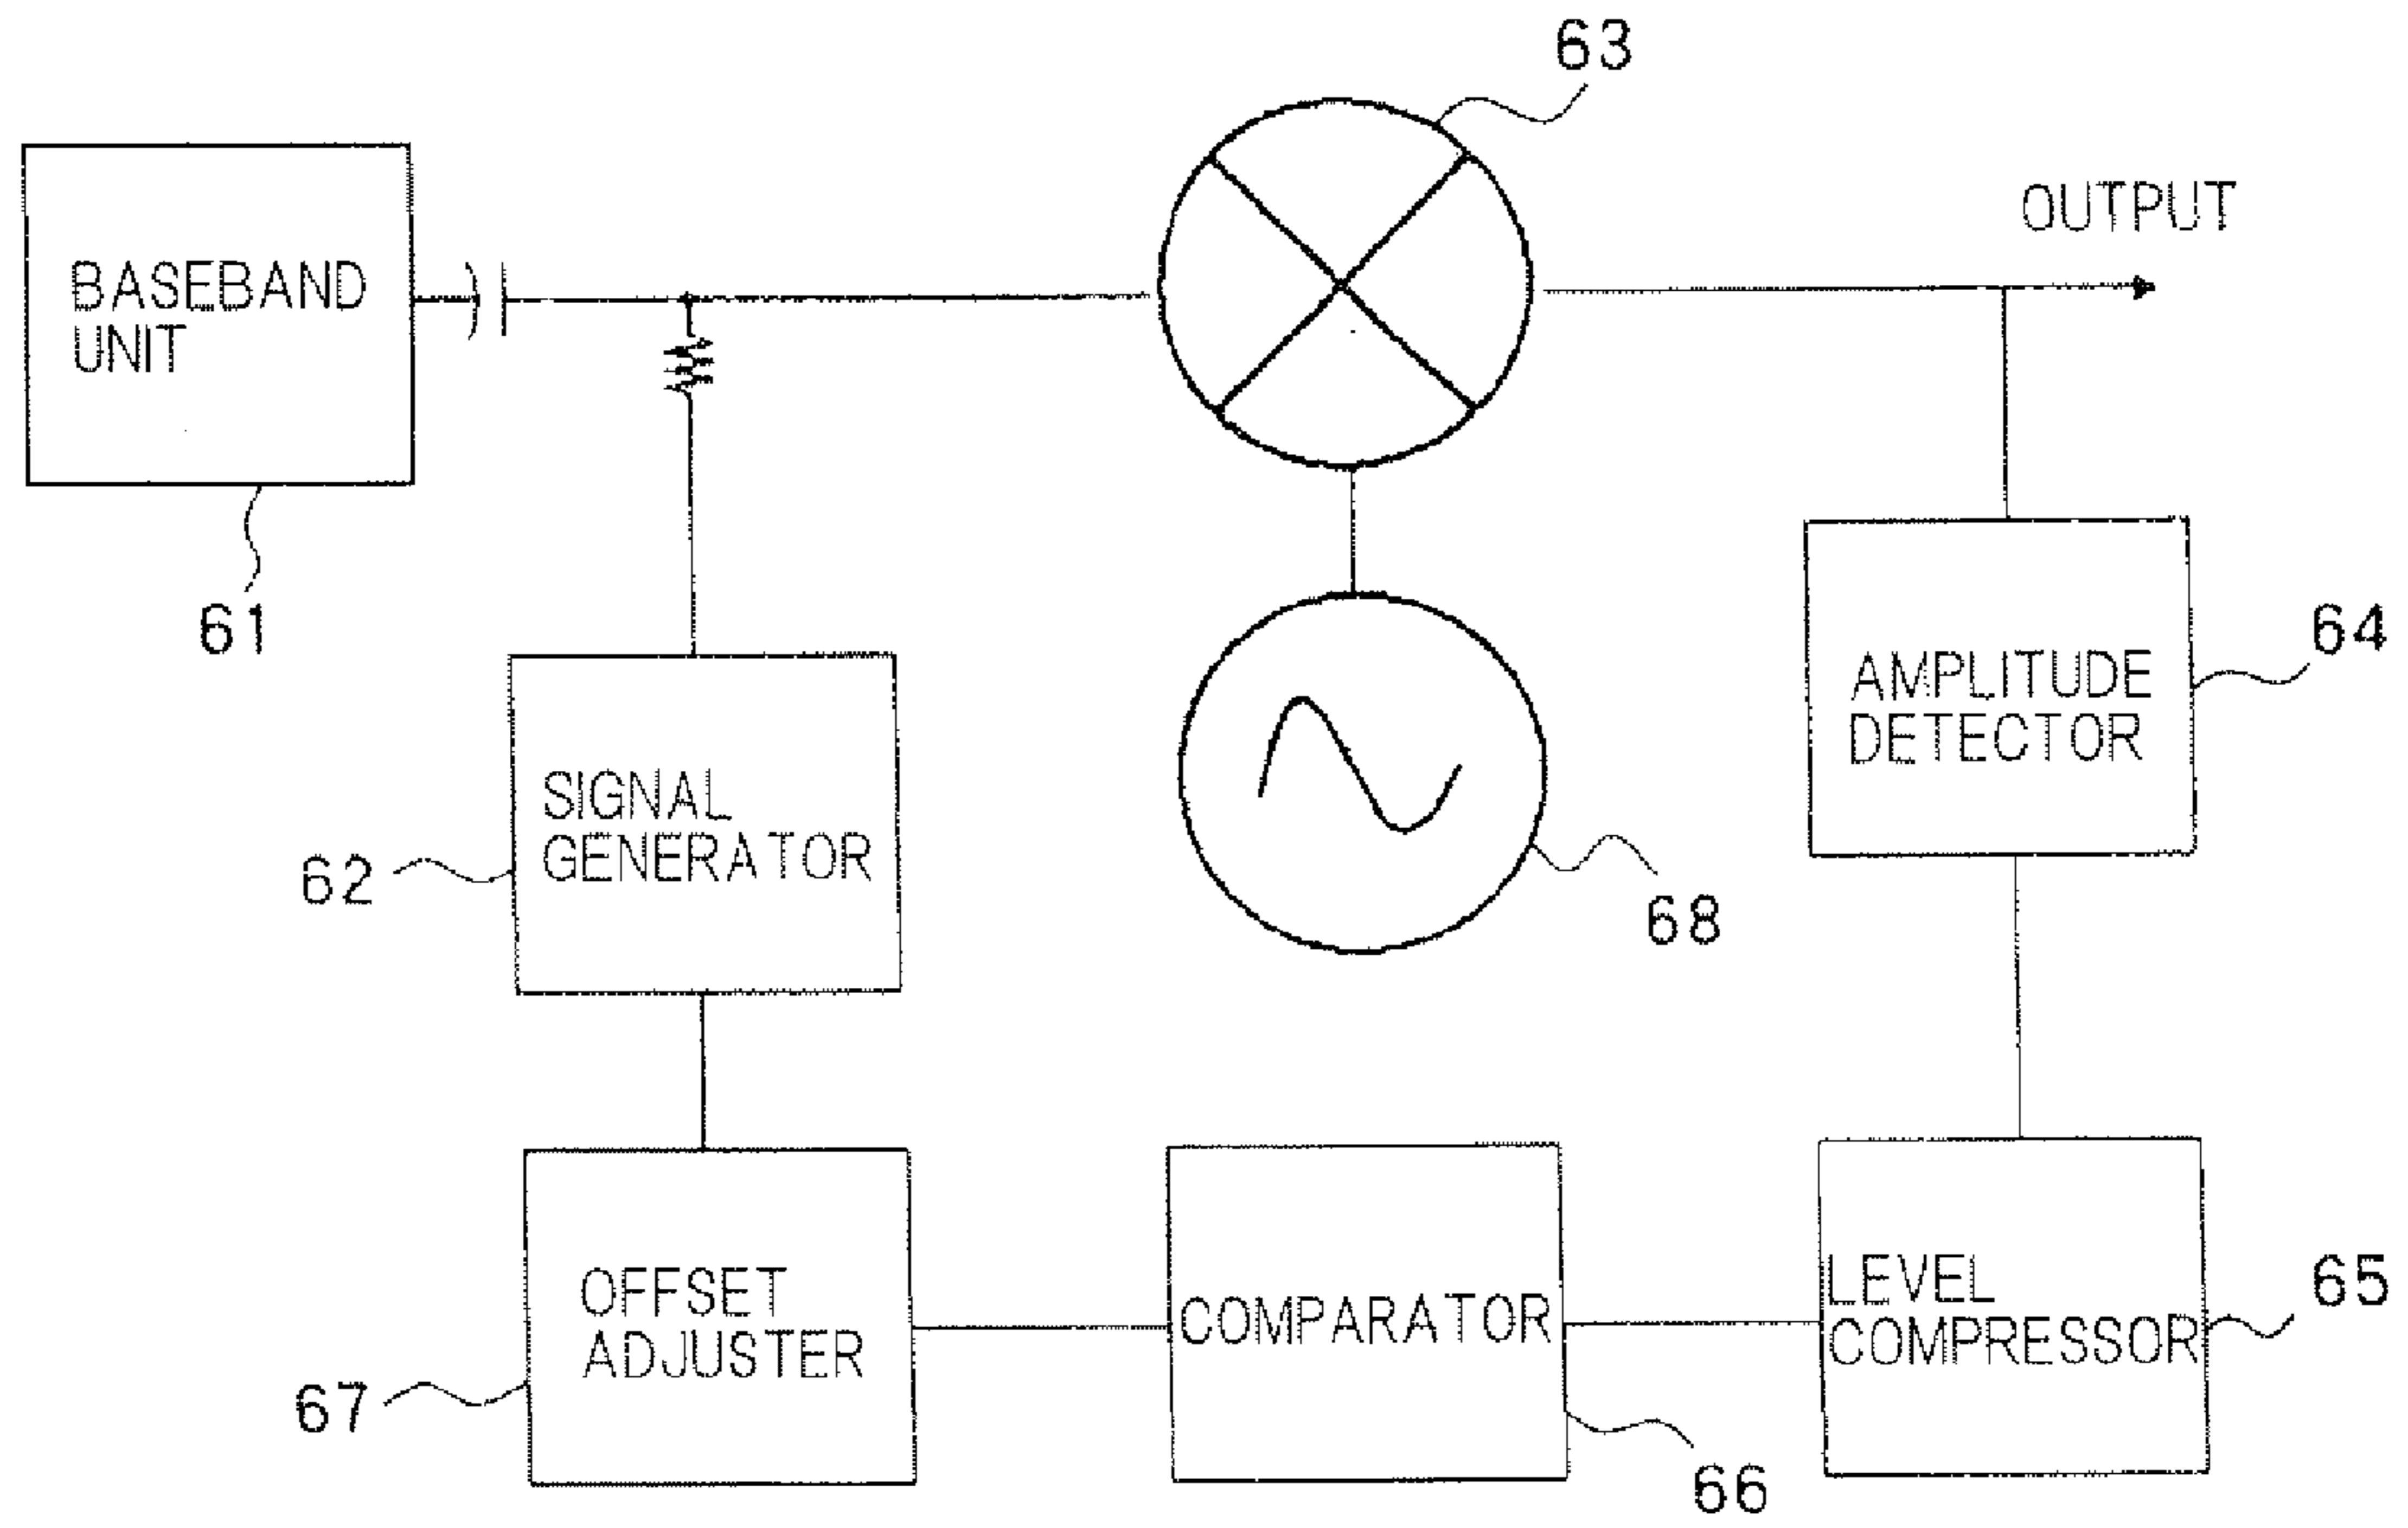 63
OUTPUT
BASEBAND
UNIT
61
64
AMPLITUDE
DETECTOR
SIGNAL
GENERATOR
62
68
OFFSET
ADJUSTER
67
COMPARATOR
66
LEVEL
COMPRESSOR
65